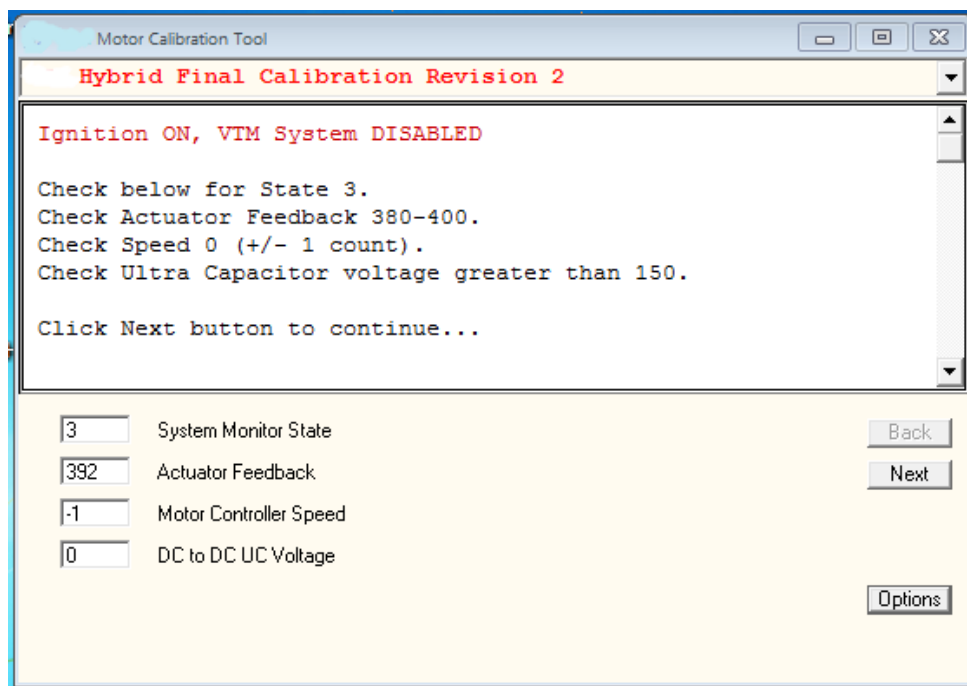 Motor Calibration Tool
Hybrid Final Calibration Revision 2
Ignition ON, VTM System DISABLED
Check below for State 3.
Check Actuator Feedback 380-400.
Check Speed 0 (+/- 1 count).
Check Ultra Capacitor voltage greater than 150.
Click Next button to continue...
3 System Monitor State
Back
392 Actuator Feedback
Next
-1 Motor Controller Speed
0 DC to DC UC Voltage
Options